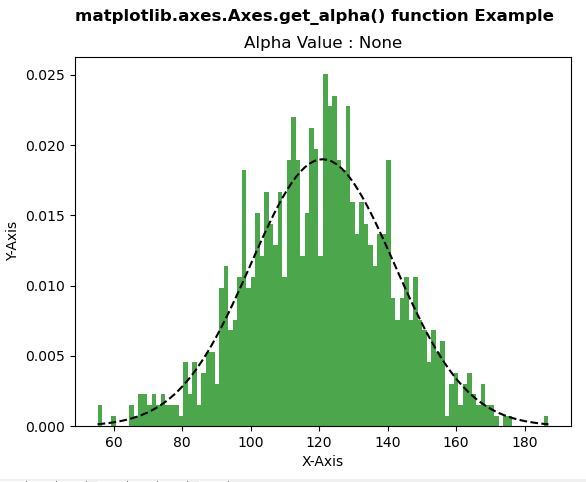 matplotlib.axes.Axes.get_alpha() function Example
Alpha Value : None
0.025
0.020
0.015
0.010
0.005
0.000
Y-Axis
60 80 100 120 140 160 180
X-Axis